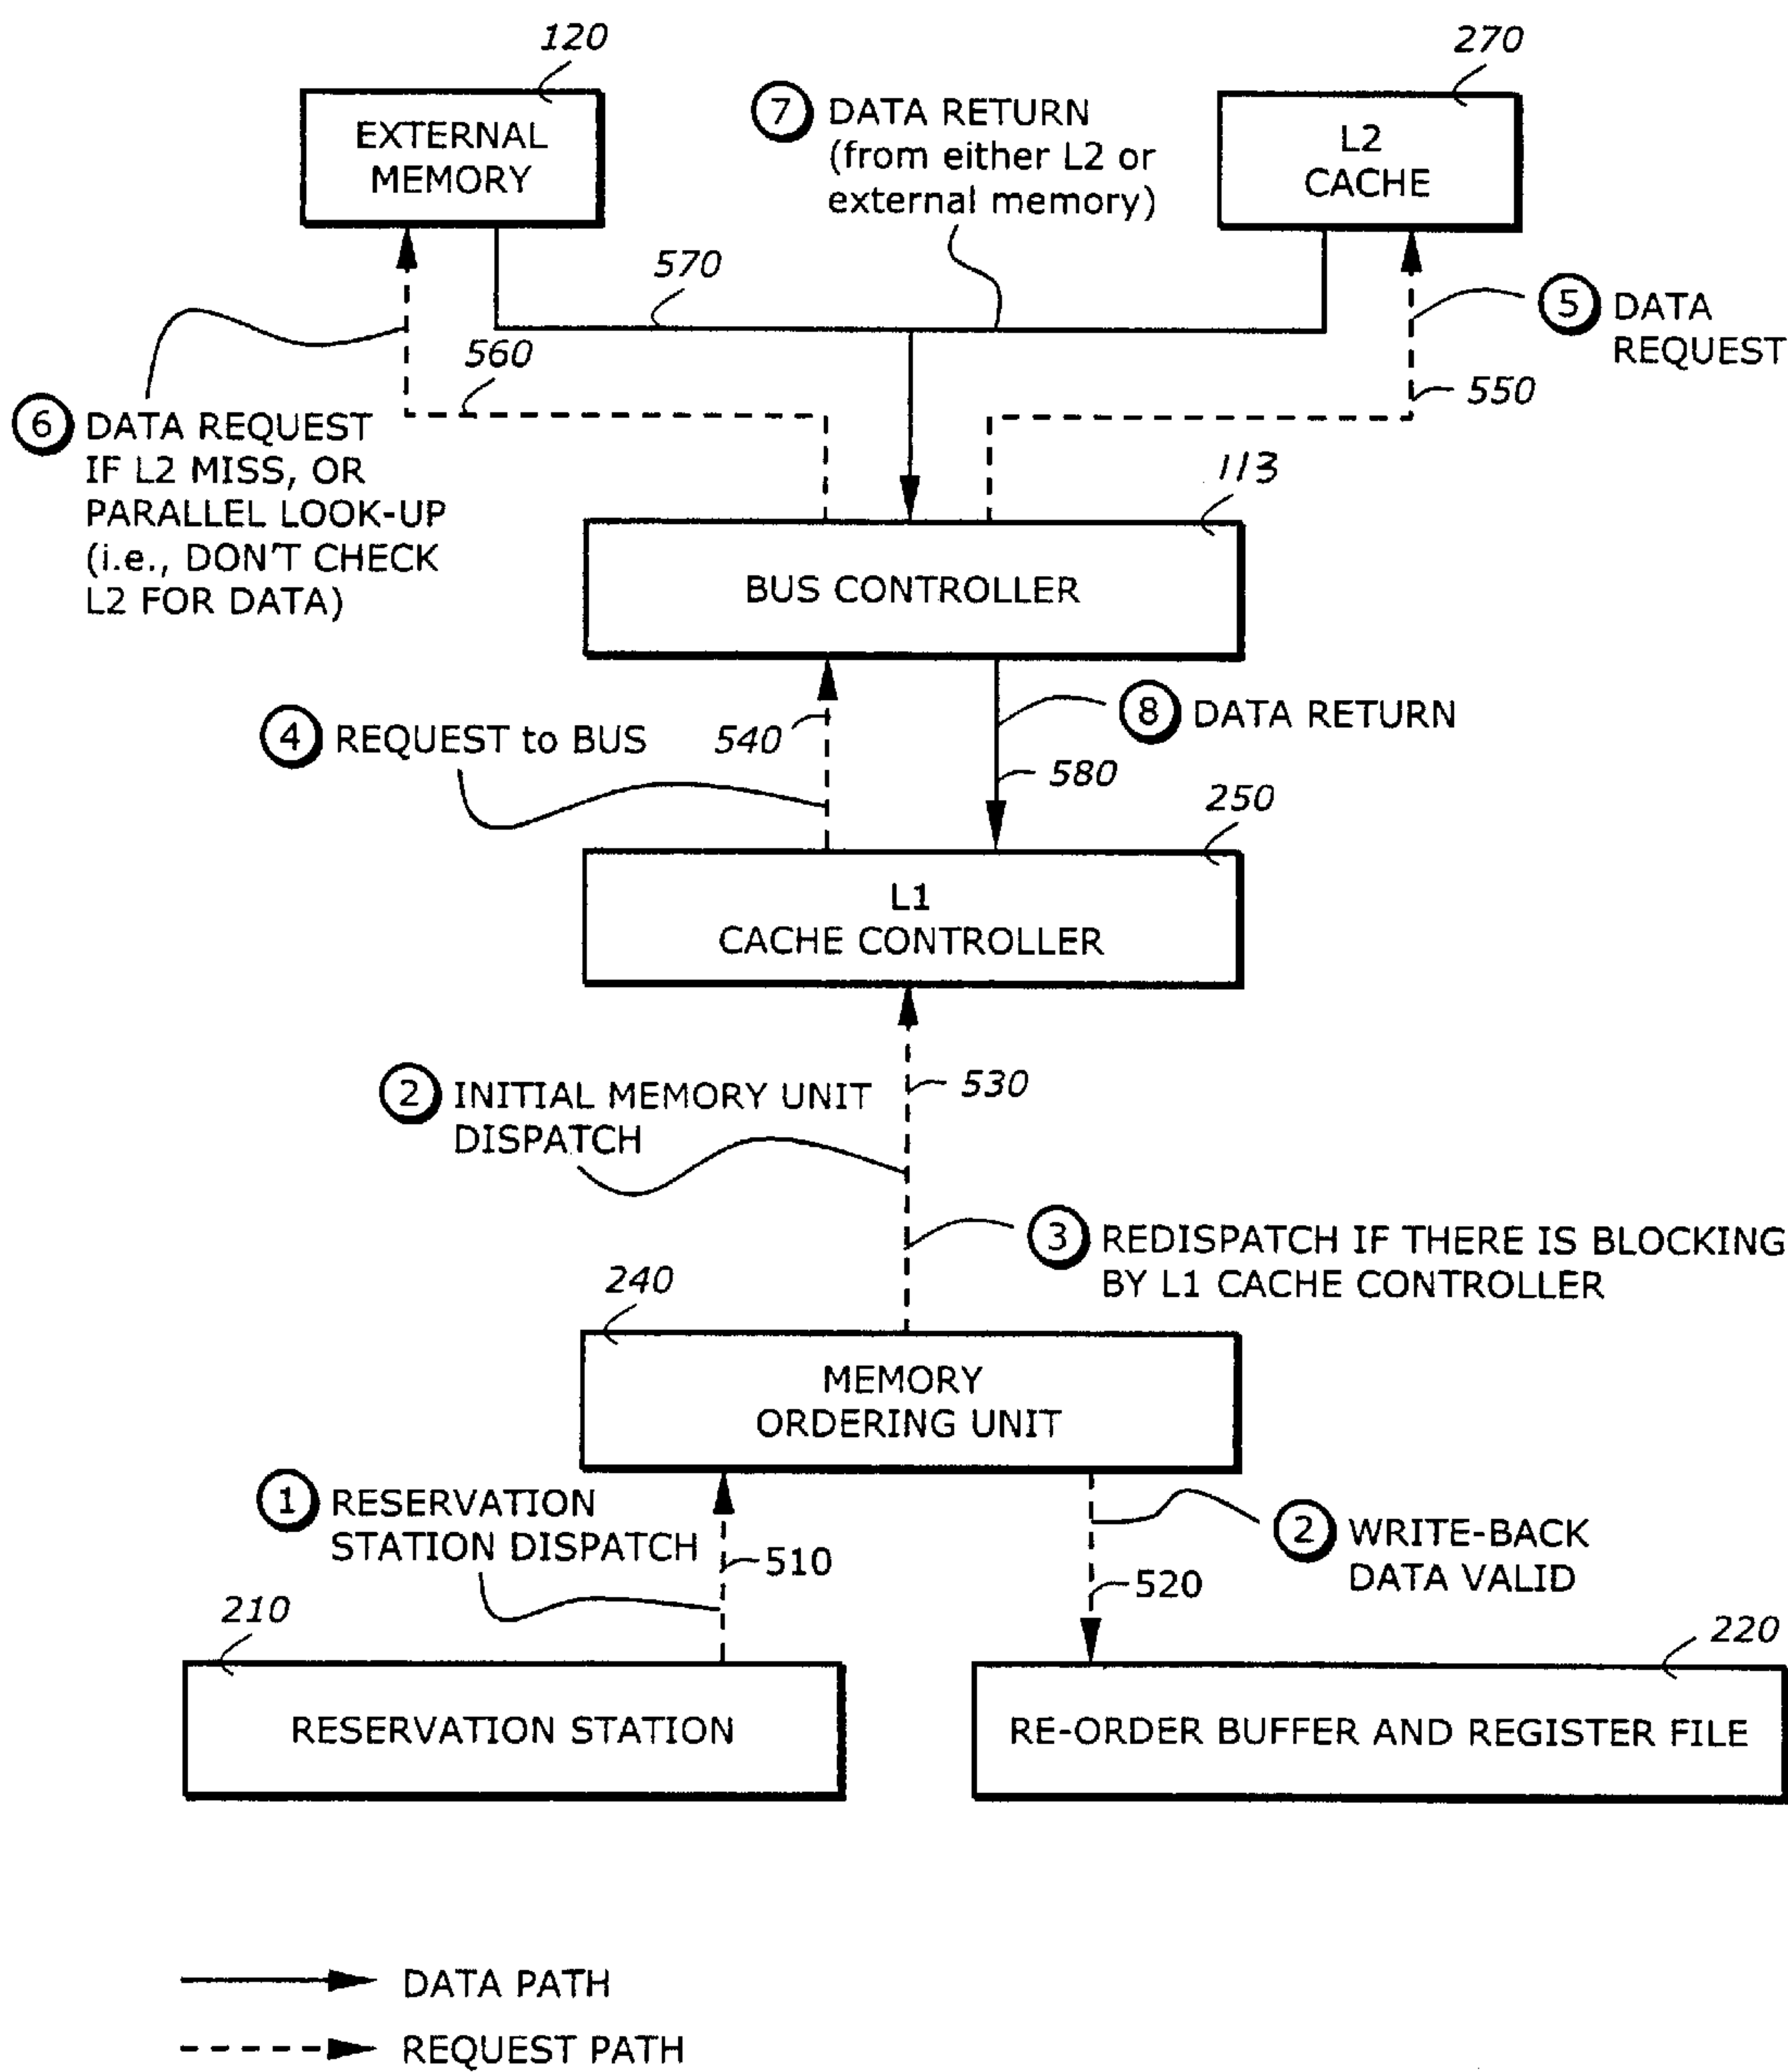 120
270
EXTERNAL
MEMORY
7 DATA RETURN
(from either L2 or
external memory)
L2
CACHE
570
5 DATA
REQUEST
560
550
6 DATA REQUEST
IF L2 MISS, OR
PARALLEL LOOK-UP
(i.e., DON'T CHECK
L2 FOR DATA)
113
BUS CONTROLLER
4 REQUEST to BUS
540
8 DATA RETURN
580
250
L1
CACHE CONTROLLER
2 INITIAL MEMORY UNIT
DISPATCH
530
3 REDISPATCH IF THERE IS BLOCKING
BY L1 CACHE CONTROLLER
240
MEMORY
ORDERING UNIT
1 RESERVATION
STATION DISPATCH
510
2 WRITE-BACK
DATA VALID
520
210
220
RESERVATION STATION
RE-ORDER BUFFER AND REGISTER FILE
DATA PATH
REQUEST PATH